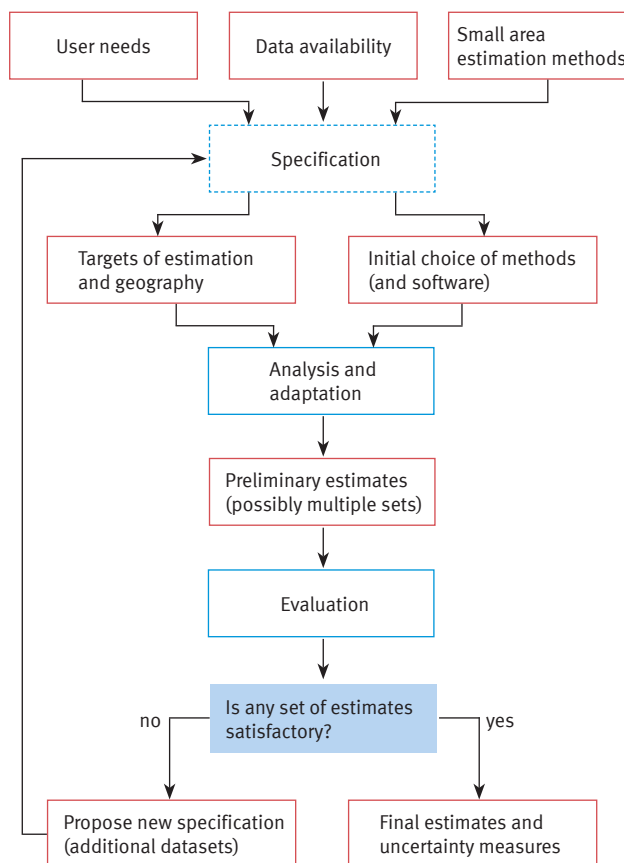 User needs
Data availability
Small area
estimation methods
Specification
Targets of estimation
and geography
Initial choice of methods
(and software)
Analysis and
adaptation
Preliminary estimates
(possibly multiple sets)
Evaluation
Is any set of estimates
satisfactory?
no
yes
Propose new specification
(additional datasets)
Final estimates and
uncertainty measures